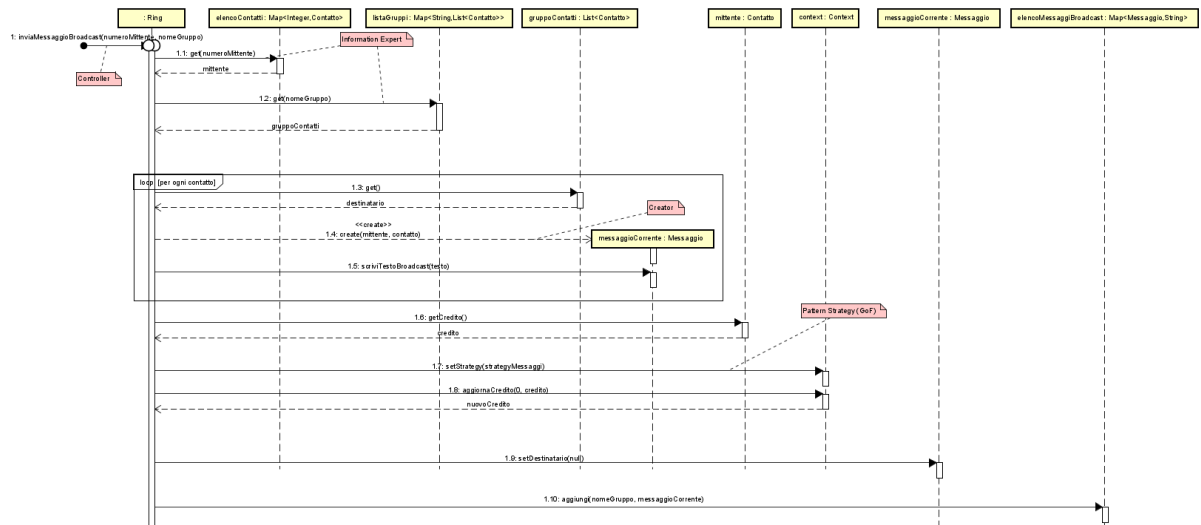 : Ring
elencoContatti : Map<Integer,Contatto>
listaGruppi : Map<String,List<Contatto>>
gruppoContatti : List<Contatto>
mittente : Contatto
context : Context
messaggioCorrente : Messaggio
elencoMessaggiBroadcast : Map<Messaggio,String>
1: inviaMessaggioBroadcast(numeroMittente, nomeGruppo)
Information Expert
1.1: get(numeroMittente)
mittente
Controller
1.2: get(nomeGruppo)
gruppoContatti
loop [per ogni contatto]
1.3: get()
destinatario
Creator
<<create>>
1.4: create(mittente, contatto)
messaggioCorrente : Messaggio
1.5: scriviTestoBroadcast(testo)
Pattern Strategy (GoF)
1.6: getCredito()
credito
1.7: setStrategy(strategyMessaggi)
1.8: aggiornaCredito(0, credito)
nuovoCredito
1.9: setDestinatario(null)
1.10: aggiungi(nomeGruppo, messaggioCorrente)